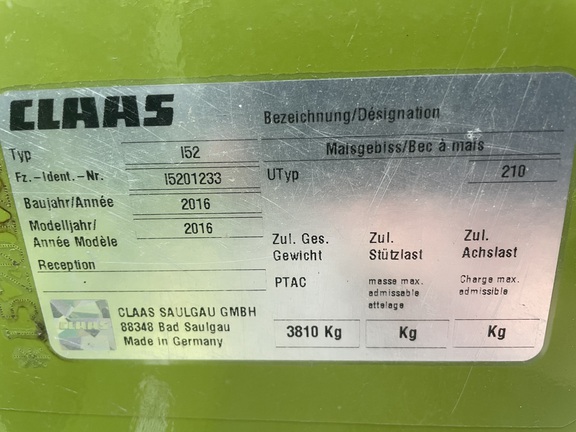 CLAAS
Bezeichnung/Désignation
Typ I52
Maisgebiss/Bec à maïs
Fz.-Ident.-Nr. I5201233
UTyp 210
Baujahr/Année 2016
Modelljahr/
Année Modèle 2016
Reception
Zul. Ges.
Gewicht
PTAC
3810 Kg
Zul.
Stützlast
masse max.
admissable
attelage
Kg
Zul.
Achslast
Charge max.
admissible
Kg
CLAAS
CLAAS SAULGAU GMBH
88348 Bad Saulgau
Made in Germany